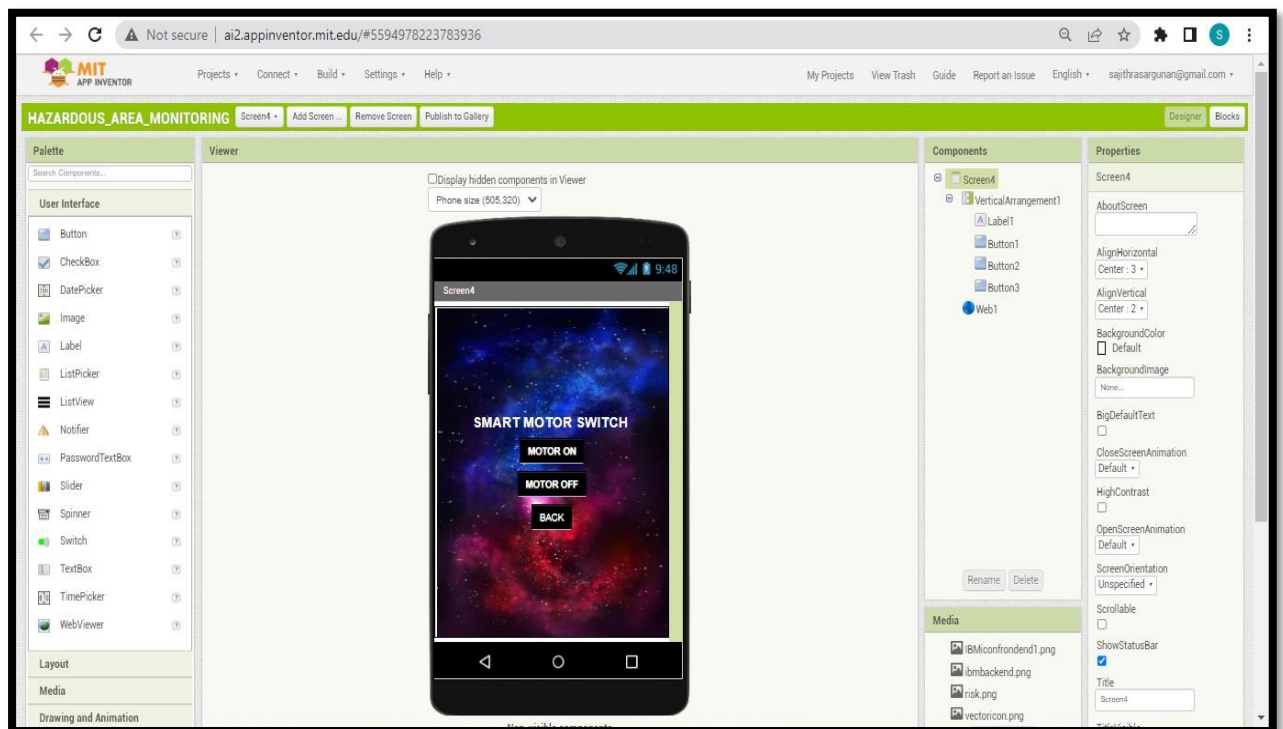 Not secure | ai2.appinventor.mit.edu/#5594978223783936
S
MIT
APP INVENTOR
Projects Connect Build Settings Help
My Projects View Trash Guide Report an Issue English sajithrasargunan@gmail.com
HAZARDOUS_AREA_MONITORING Screen4 Add Screen ... Remove Screen Publish to Gallery
Designer Blocks
Palette
Search Components...
User Interface
Button
CheckBox
DatePicker
Image
Label
ListPicker
ListView
Notifier
PasswordTextBox
Slider
Spinner
Switch
TextBox
TimePicker
WebViewer
Layout
Media
Drawing and Animation
Viewer
Display hidden components in Viewer
Phone size (505,320)
9:48
Screen4
SMART MOTOR SWITCH
MOTOR ON
MOTOR OFF
BACK
Non-visible components
Components
Screen4
VerticalArrangement1
A Label1
Button1
Button2
Button3
Web1
Rename Delete
Media
IBMiconfrondend1.png
ibmbackend.png
risk.png
vectoricon.png
Properties
Screen4
AboutScreen
AlignHorizontal
Center : 3
AlignVertical
Center : 2
BackgroundColor
Default
BackgroundImage
None...
BigDefaultText
CloseScreenAnimation
Default
HighContrast
OpenScreenAnimation
Default
ScreenOrientation
Unspecified
Scrollable
ShowStatusBar
Title
Screen4
TitleVisible